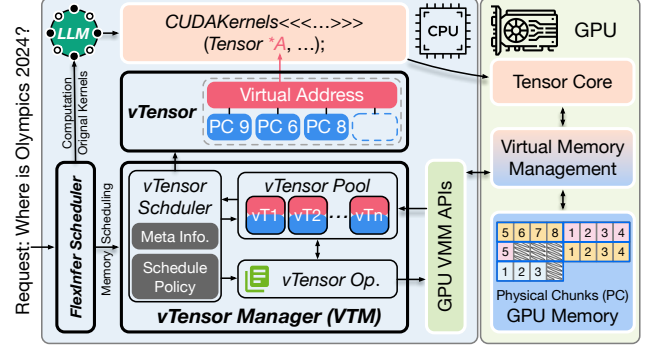 Request: Where is Olympics 2024?
LLM
CUDAKernels<<<...>>>
(Tensor *A, ...);
CPU
GPU
Tensor Core
Virtual Memory
Management
5 6 7 8 1 2 3 4
5 1 2 3 4
1 2 3
Physical Chunks (PC)
GPU Memory
Computation
Orignal Kernels
vTensor
Virtual Address
PC 9 PC 6 PC 8
FlexInfer Scheduler
Memory Scheduling
vTensor
Schduler
Meta Info.
Schedule
Policy
vTensor Pool
vT1 vT2 ... vTn
vTensor Op.
vTensor Manager (VTM)
GPU VMM APIs